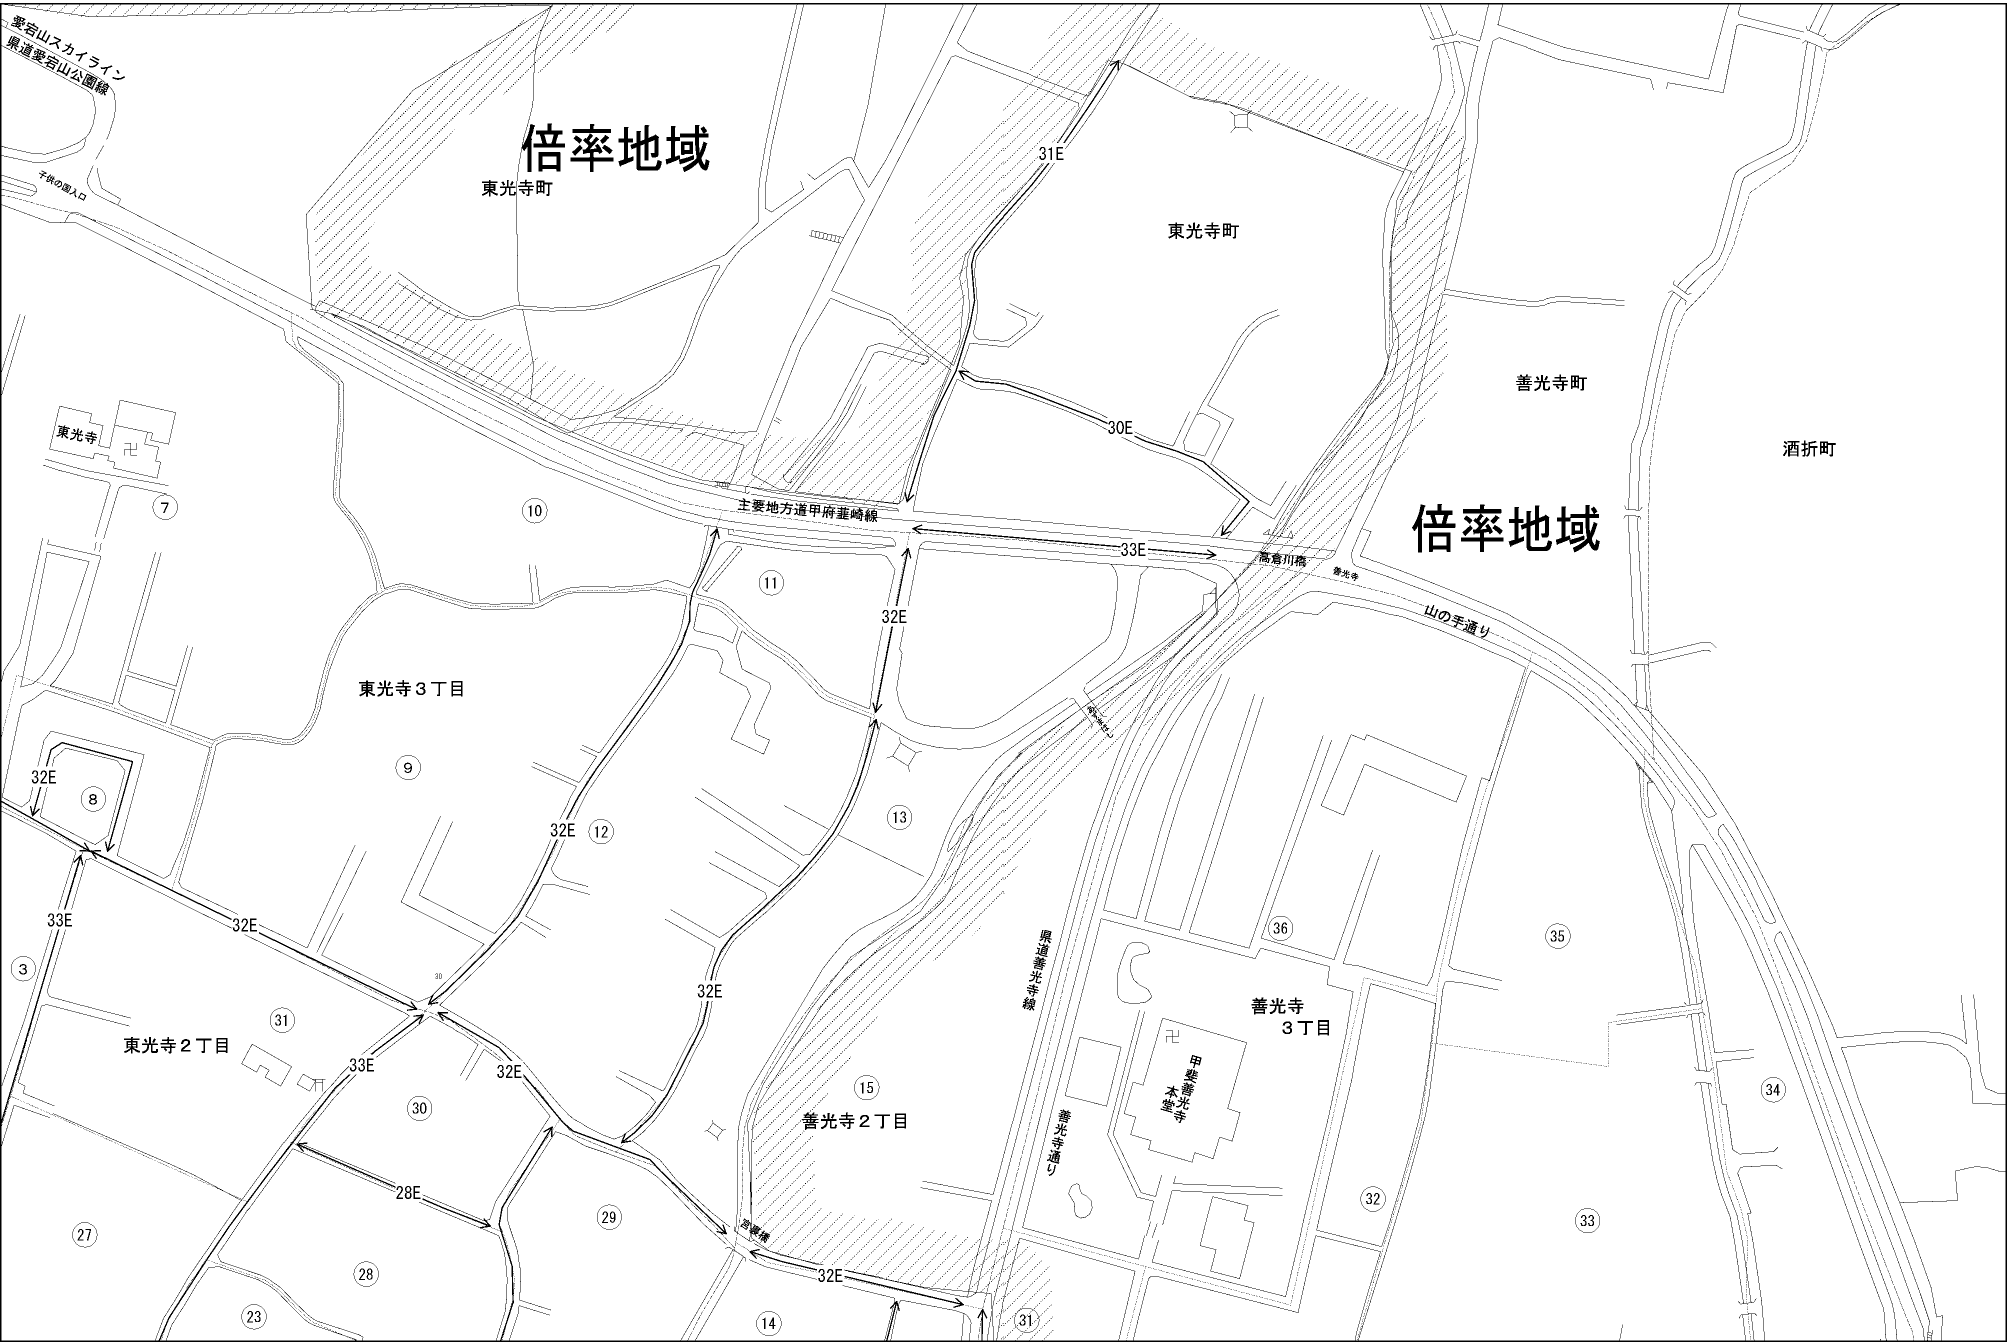 愛宕山スカイライン
県道愛宕山公園線
子供の国入口
倍率地域
東光寺町
31E
東光寺町
30E
善光寺町
酒折町
倍率地域
東光寺
7
10
主要地方道甲府韮崎線
33E
高倉川橋
善光寺
山の手通り
11
32E
東光寺3丁目
9
32E
8
32E
12
13
33E
32E
3
30
32E
31
東光寺2丁目
33E
32E
30
県道善光寺線
36
35
善光寺
3丁目
甲斐善光寺
本堂
善光寺通り
15
善光寺2丁目
34
28E
29
32
33
27
28
宮裏橋
32E
23
14
31